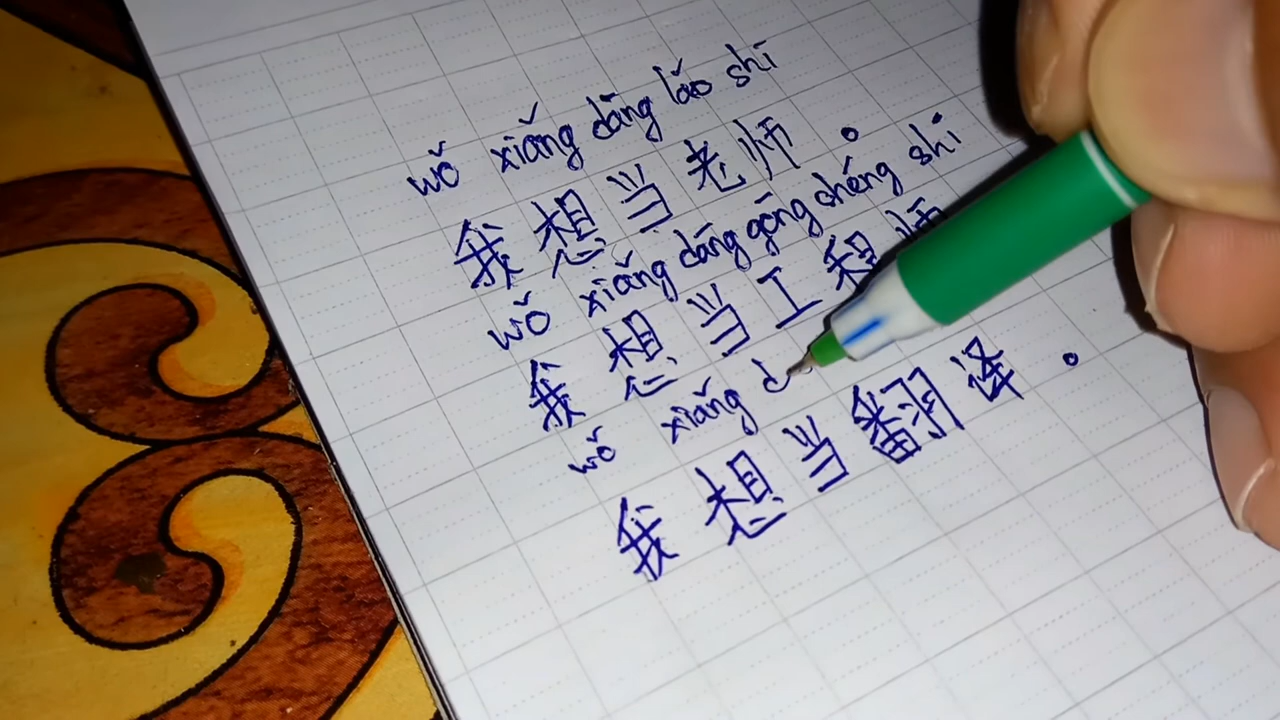 wǒ xiǎng dāng lǎo shī
我想当老师。
wǒ xiǎng dāng gōng chéng shī
我想当工程师
wǒ xiǎng d
我想当翻译。